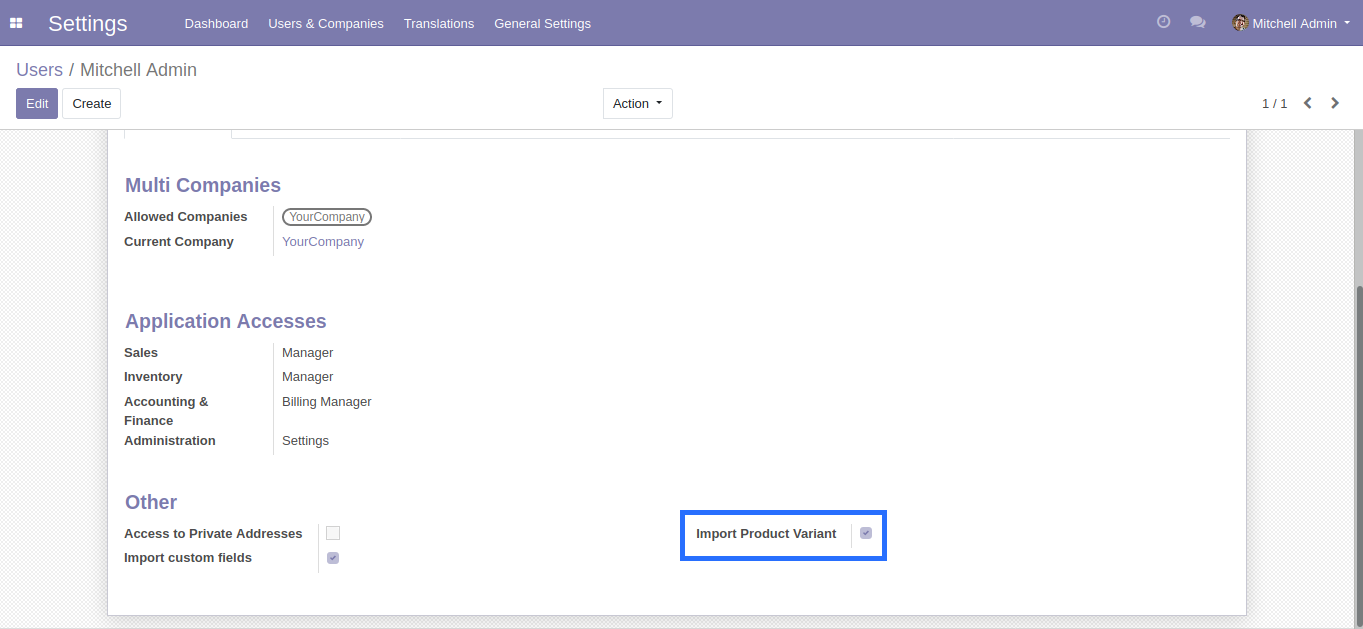 Settings Dashboard Users & Companies Translations General Settings Mitchell Admin
Users / Mitchell Admin
Edit Create Action 1 / 1
Multi Companies
Allowed Companies YourCompany
Current Company YourCompany
Application Accesses
Sales Manager
Inventory Manager
Accounting & Billing Manager
Finance
Administration Settings
Other
Access to Private Addresses Import Product Variant
Import custom fields